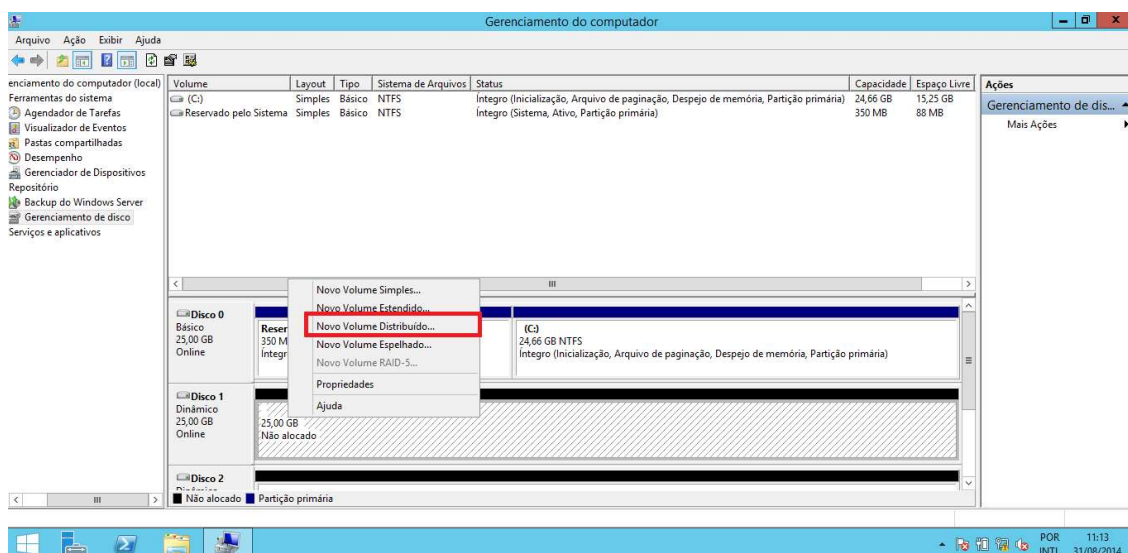 Gerenciamento do computador
Arquivo Ação Exibir Ajuda
enciamento do computador (local)
Ferramentas do sistema
Agendador de Tarefas
Visualizador de Eventos
Pastas compartilhadas
Desempenho
Gerenciador de Dispositivos
Repositório
Backup do Windows Server
Gerenciamento de disco
Serviços e aplicativos
Volume Layout Tipo Sistema de Arquivos Status Capacidade Espaço Livre
(C:) Simples Básico NTFS Íntegro (Inicialização, Arquivo de paginação, Despejo de memória, Partição primária) 24,66 GB 15,25 GB
Reservado pelo Sistema Simples Básico NTFS Íntegro (Sistema, Ativo, Partição primária) 350 MB 88 MB
Ações
Gerenciamento de dis...
Mais Ações
Novo Volume Simples...
Novo Volume Estendido...
Novo Volume Distribuído...
Novo Volume Espelhado...
Novo Volume RAID-5...
Propriedades
Ajuda
Disco 0
Básico
25,00 GB
Online
Reser
350 M
Íntegr
(C:)
24,66 GB NTFS
Íntegro (Inicialização, Arquivo de paginação, Despejo de memória, Partição primária)
Disco 1
Dinâmico
25,00 GB
Online
25,00 GB
Não alocado
Disco 2
Não alocado Partição primária
POR 11:13
INTL 31/08/2014